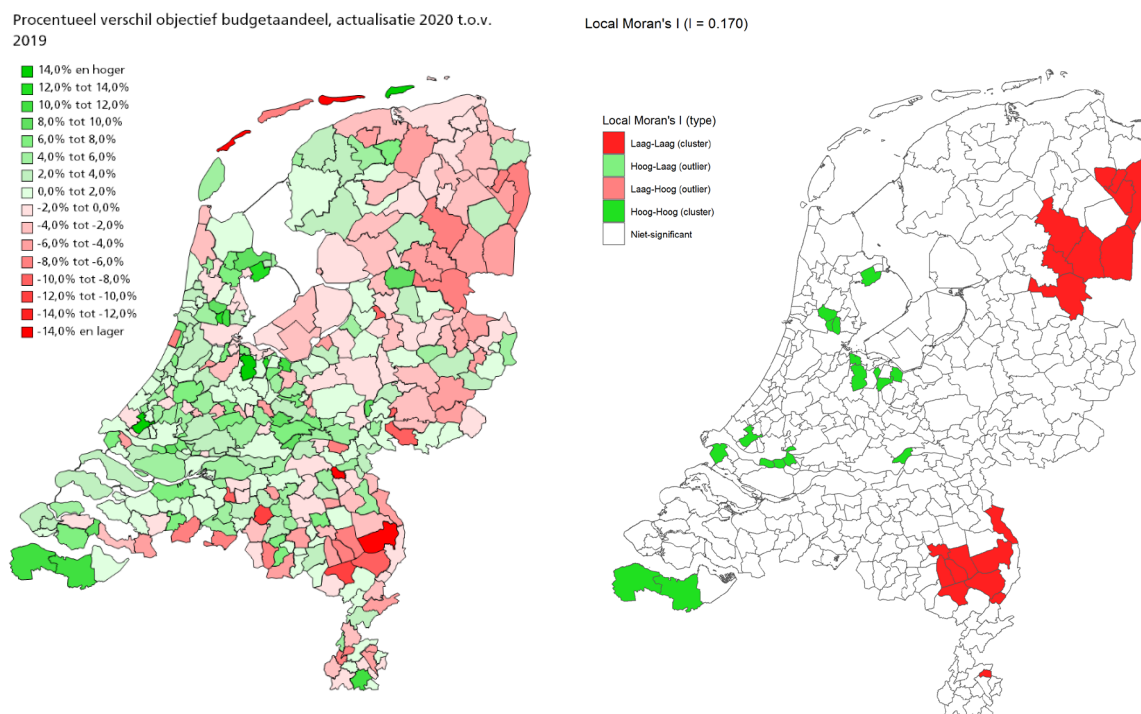 Procentueel verschil objectief budgetaandeel, actualisatie 2020 t.o.v.
2019
14,0% en hoger
12,0% tot 14,0%
10,0% tot 12,0%
8,0% tot 10,0%
6,0% tot 8,0%
4,0% tot 6,0%
2,0% tot 4,0%
0,0% tot 2,0%
-2,0% tot 0,0%
-4,0% tot -2,0%
-6,0% tot -4,0%
-8,0% tot -6,0%
-10,0% tot -8,0%
-12,0% tot -10,0%
-14,0% tot -12,0%
-14,0% en lager
Local Moran's I (I = 0.170)
Local Moran's I (type)
Laag-Laag (cluster)
Hoog-Laag (outlier)
Laag-Hoog (outlier)
Hoog-Hoog (cluster)
Niet-significant